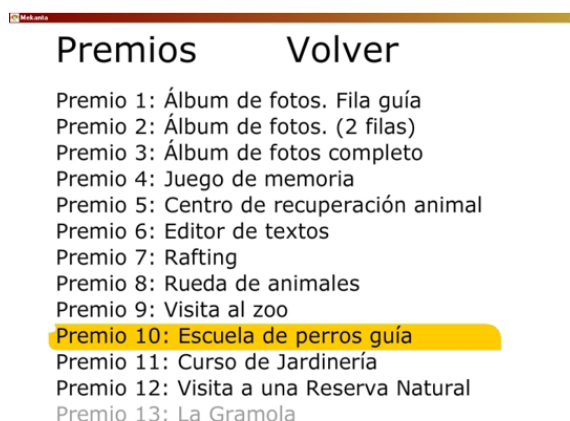 Mekanta
Premios Volver
Premio 1: Álbum de fotos. Fila guía
Premio 2: Álbum de fotos. (2 filas)
Premio 3: Álbum de fotos completo
Premio 4: Juego de memoria
Premio 5: Centro de recuperación animal
Premio 6: Editor de textos
Premio 7: Rafting
Premio 8: Rueda de animales
Premio 9: Visita al zoo
Premio 10: Escuela de perros guía
Premio 11: Curso de Jardinería
Premio 12: Visita a una Reserva Natural
Premio 13: La Gramola